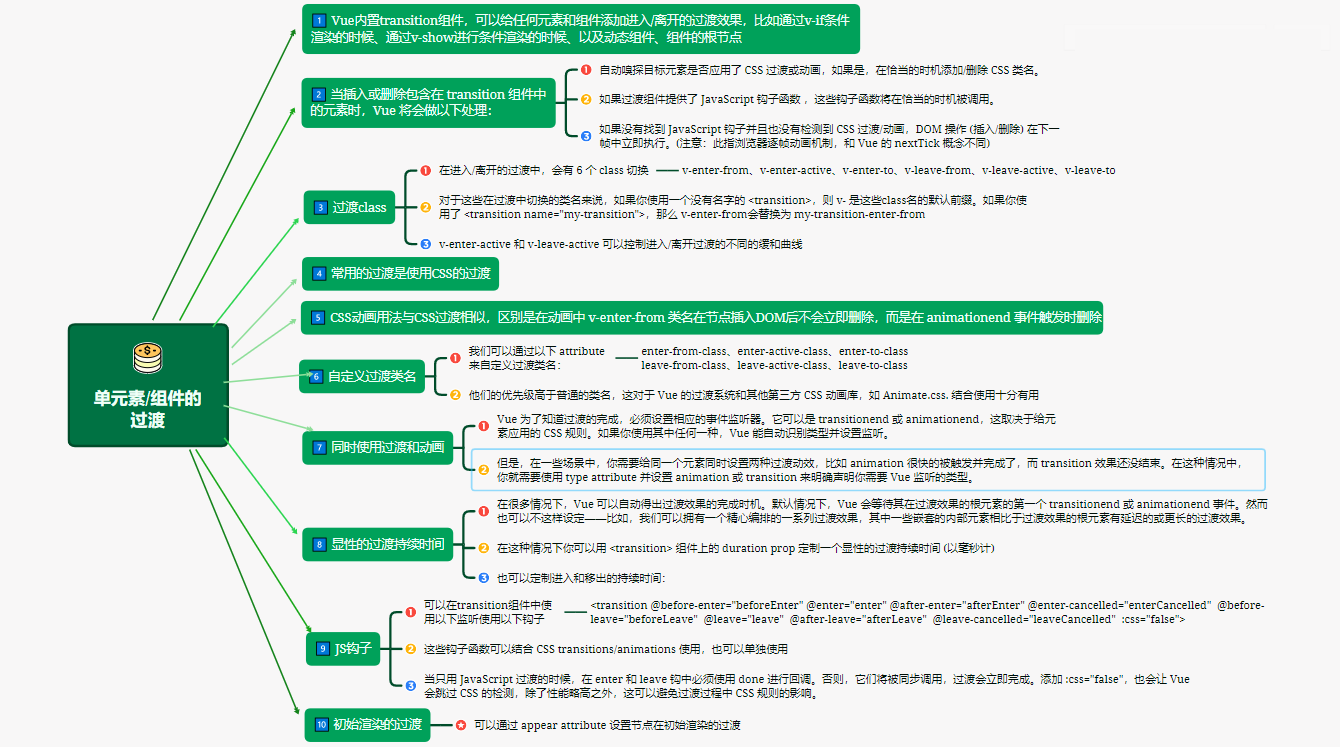 单元素/组件的
过渡
1 Vue内置transition组件，可以给任何元素和组件添加进入/离开的过渡效果，比如通过v-if条件
渲染的时候、通过v-show进行条件渲染的时候、以及动态组件、组件的根节点
2 当插入或删除包含在 transition 组件中
的元素时，Vue 将会做以下处理：
1 自动嗅探目标元素是否应用了 CSS 过渡或动画，如果是，在恰当的时机添加/删除 CSS 类名。
2 如果过渡组件提供了 JavaScript 钩子函数 ，这些钩子函数将在恰当的时机被调用。
3 如果没有找到 JavaScript 钩子并且也没有检测到 CSS 过渡/动画，DOM 操作 (插入/删除) 在下一
帧中立即执行。(注意：此指浏览器逐帧动画机制，和 Vue 的 nextTick 概念不同)
3 过渡class
1 在进入/离开的过渡中，会有 6 个 class 切换
v-enter-from、v-enter-active、v-enter-to、v-leave-from、v-leave-active、v-leave-to
2 对于这些在过渡中切换的类名来说，如果你使用一个没有名字的 <transition>，则 v- 是这些class名的默认前缀。如果你使
用了 <transition name="my-transition">，那么 v-enter-from会替换为 my-transition-enter-from
3 v-enter-active 和 v-leave-active 可以控制进入/离开过渡的不同的缓和曲线
4 常用的过渡是使用CSS的过渡
5 CSS动画用法与CSS过渡相似，区别是在动画中 v-enter-from 类名在节点插入DOM后不会立即删除，而是在 animationend 事件触发时删除
6 自定义过渡类名
1 我们可以通过以下 attribute
来自定义过渡类名：
enter-from-class、enter-active-class、enter-to-class
leave-from-class、leave-active-class、leave-to-class
2 他们的优先级高于普通的类名，这对于 Vue 的过渡系统和其他第三方 CSS 动画库，如 Animate.css. 结合使用十分有用
7 同时使用过渡和动画
1 Vue 为了知道过渡的完成，必须设置相应的事件监听器。它可以是 transitionend 或 animationend，这取决于给元
素应用的 CSS 规则。如果你使用其中任何一种，Vue 能自动识别类型并设置监听。
2 但是，在一些场景中，你需要给同一个元素同时设置两种过渡动效，比如 animation 很快的被触发并完成了，而 transition 效果还没结束。在这种情况中，
你就需要使用 type attribute 并设置 animation 或 transition 来明确声明你需要 Vue 监听的类型。
8 显性的过渡持续时间
1 在很多情况下，Vue 可以自动得出过渡效果的完成时机。默认情况下，Vue 会等待其在过渡效果的根元素的第一个 transitionend 或 animationend 事件。然而
也可以不这样设定——比如，我们可以拥有一个精心编排的一系列过渡效果，其中一些嵌套的内部元素相比于过渡效果的根元素有延迟的或更长的过渡效果。
2 在这种情况下你可以用 <transition> 组件上的 duration prop 定制一个显性的过渡持续时间 (以毫秒计)
3 也可以定制进入和移出的持续时间：
9 JS钩子
1 可以在transition组件中使
用以下监听使用以下钩子
<transition @before-enter="beforeEnter" @enter="enter" @after-enter="afterEnter" @enter-cancelled="enterCancelled" @before-
leave="beforeLeave" @leave="leave" @after-leave="afterLeave" @leave-cancelled="leaveCancelled" :css="false">
2 这些钩子函数可以结合 CSS transitions/animations 使用，也可以单独使用
3 当只用 JavaScript 过渡的时候，在 enter 和 leave 钩中必须使用 done 进行回调。否则，它们将被同步调用，过渡会立即完成。添加 :css="false"，也会让 Vue
会跳过 CSS 的检测，除了性能略高之外，这可以避免过渡过程中 CSS 规则的影响。
10 初始渲染的过渡
可以通过 appear attribute 设置节点在初始渲染的过渡